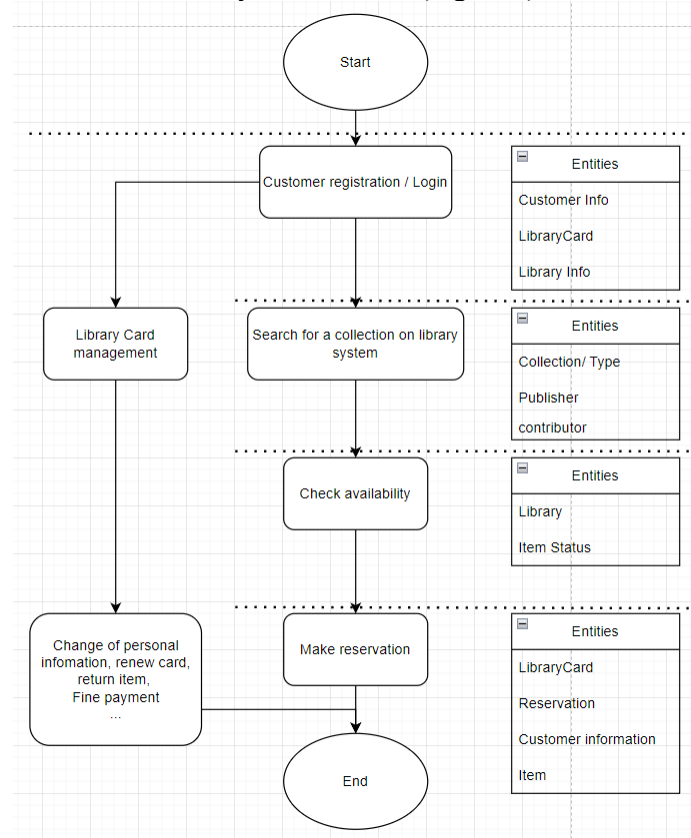 Start
Customer registration / Login
Entities
Customer Info
LibraryCard
Library Info
Library Card
management
Search for a collection on library
system
Entities
Collection/ Type
Publisher
contributor
Check availability
Entities
Library
Item Status
Change of personal
infomation, renew card,
return item,
Fine payment
...
Make reservation
Entities
LibraryCard
Reservation
Customer information
Item
End